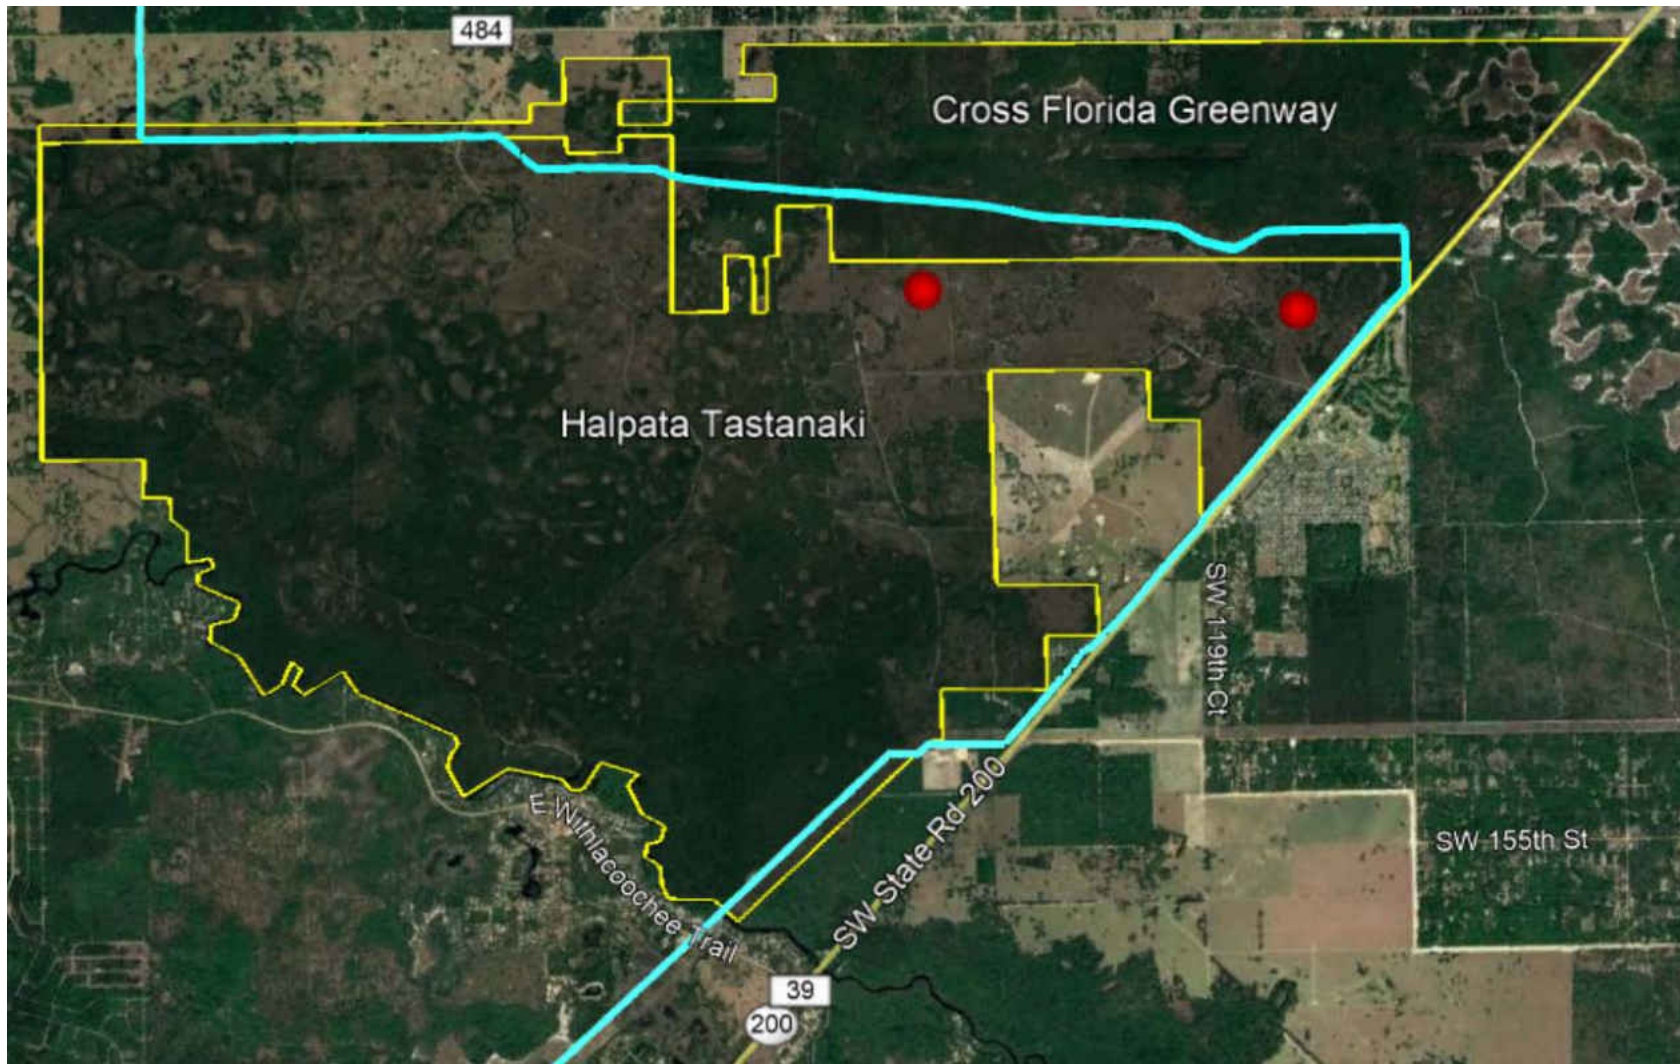 484
Cross Florida Greenway
Halpata Tastanaki
SW 119th Ct
SW State Rd 200
E Withlacoochee Trail
SW 155th St
39
200